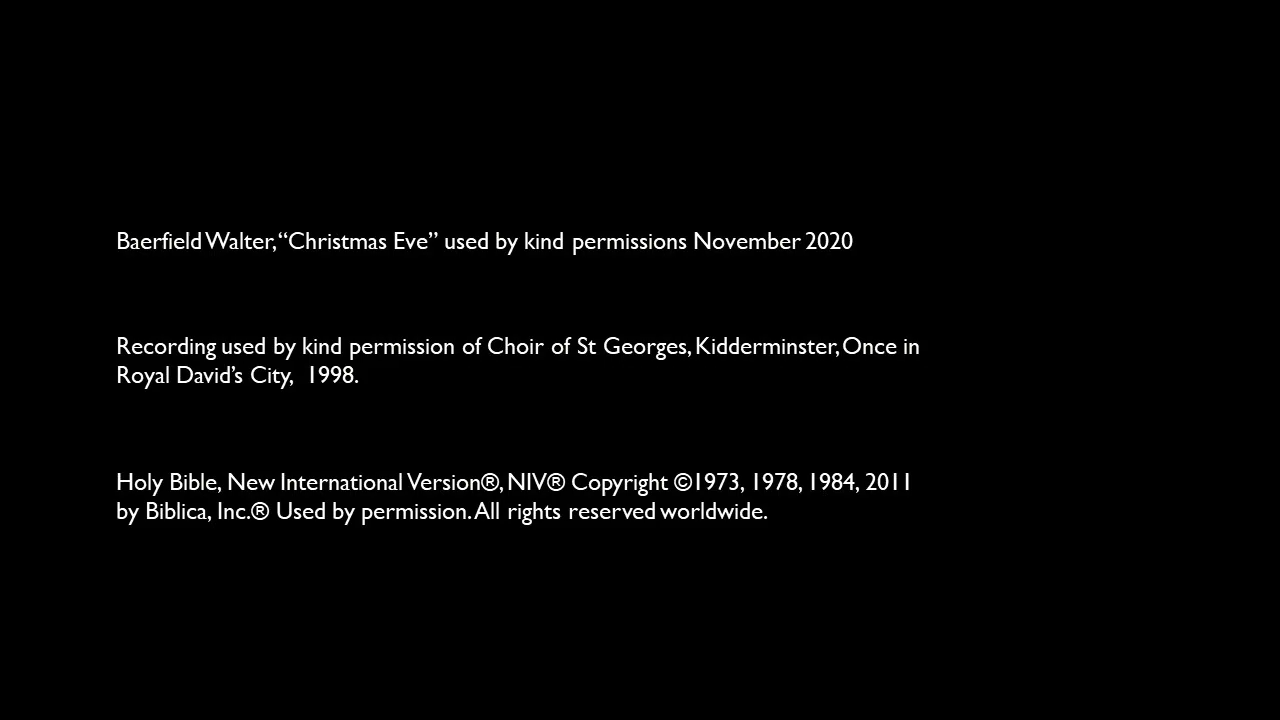 Baerfield Walter, “Christmas Eve” used by kind permissions November 2020
Recording used by kind permission of Choir of St Georges, Kidderminster, Once in
Royal David’s City,  1998.
Holy Bible, New International Version®, NIV® Copyright ©1973, 1978, 1984, 2011
by Biblica, Inc.® Used by permission. All rights reserved worldwide.